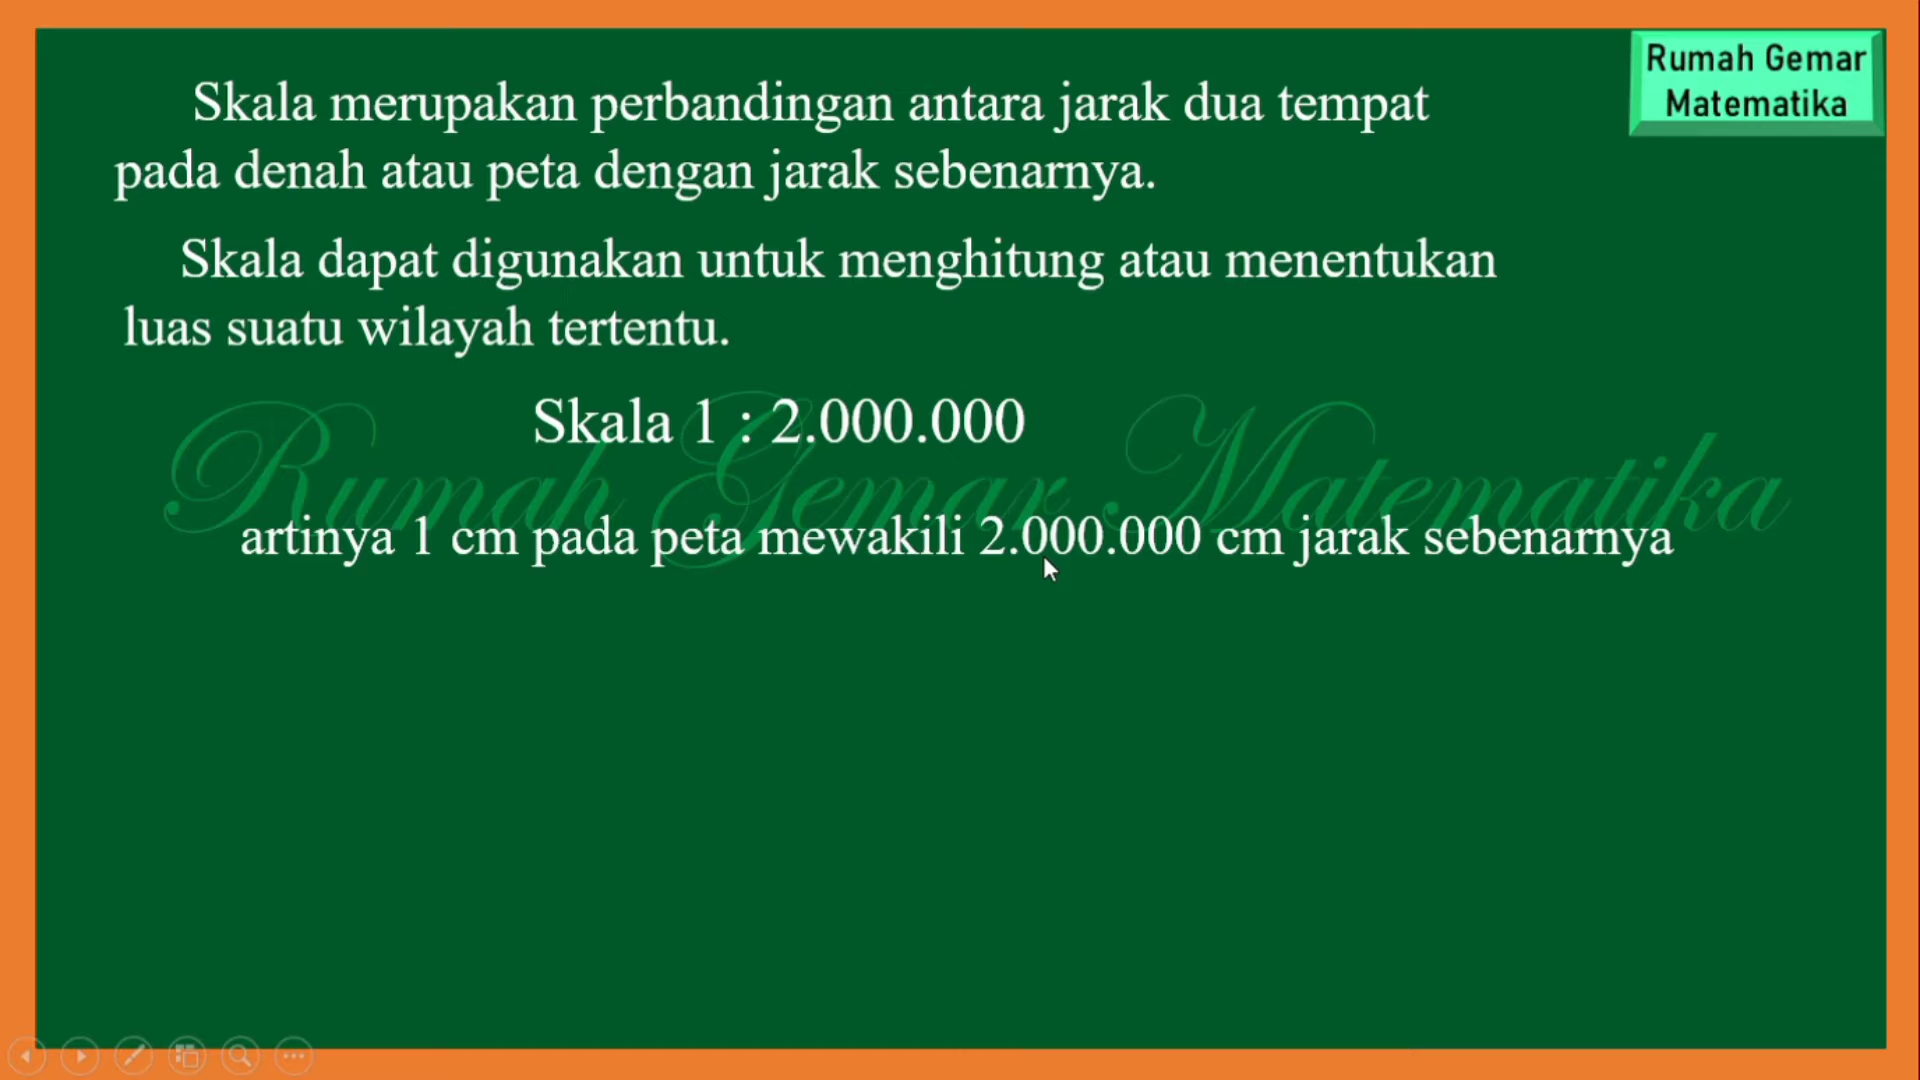 Rumah Gemar
Matematika
Skala merupakan perbandingan antara jarak dua tempat
pada denah atau peta dengan jarak sebenarnya.
Skala dapat digunakan untuk menghitung atau menentukan
luas suatu wilayah tertentu.
Skala 1 : 2.000.000
Rumah Gemar Matematika
artinya 1 cm pada peta mewakili 2.000.000 cm jarak sebenarnya